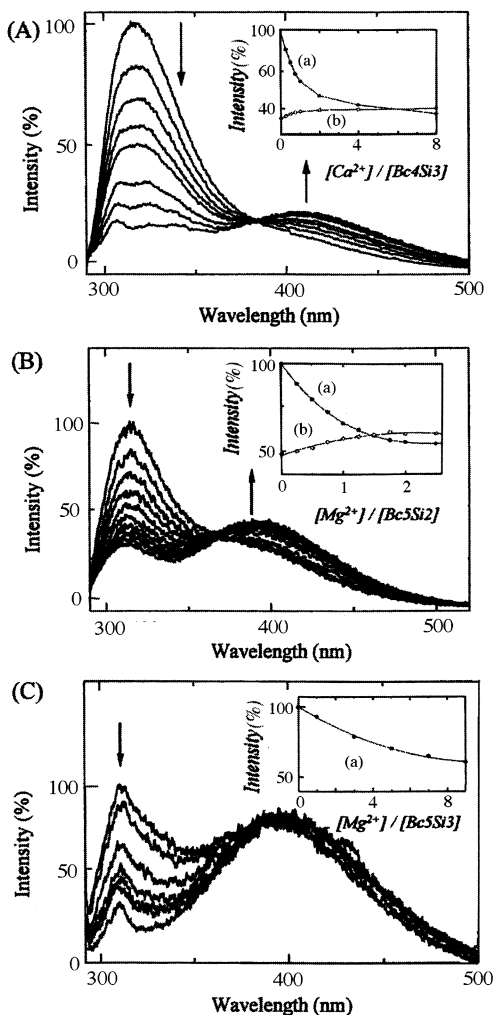 (A)
100
50
0
Intensity (%)
300
400
500
Wavelength (nm)
Intensity(%)
100
60
40
0
2
4
6
8
(a)
(b)
[Ca2+] / [Bc4Si3]
(B)
100
50
0
Intensity (%)
300
400
500
Wavelength (nm)
Intensity(%)
100
50
0
1
2
(a)
(b)
[Mg2+] / [Bc5Si2]
(C)
100
50
0
Intensity (%)
300
400
500
Wavelength (nm)
Intensity(%)
100
50
0
4
8
(a)
[Mg2+] / [Bc5Si3]